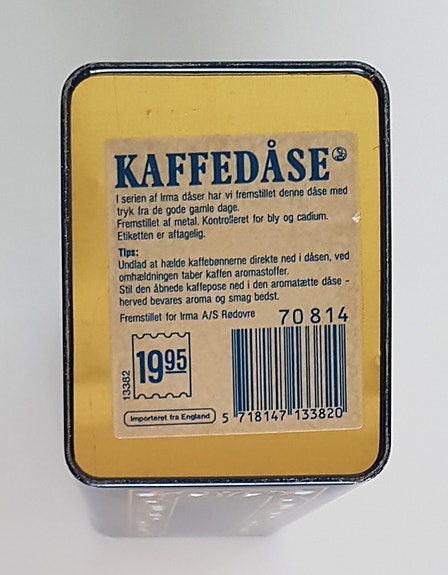 KAFFEDÅSE
I serien af Irma dåser har vi fremstillet denne dåse med
tryk fra de gode gamle dage.
Fremstillet af metal. Kontrolleret for bly og cadium.
Etiketten er aftagelig.
Tips:
Undlad at hælde kaffebønnerne direkte ned i dåsen, ved
omhældningen taber kaffen aromastoffer.
Stil den åbnede kaffepose ned i den aromatætte dåse -
herved bevares aroma og smag bedst.
Fremstillet for Irma A/S Rødovre
70814
13382
1995
Importeret fra England
5 718147 133820